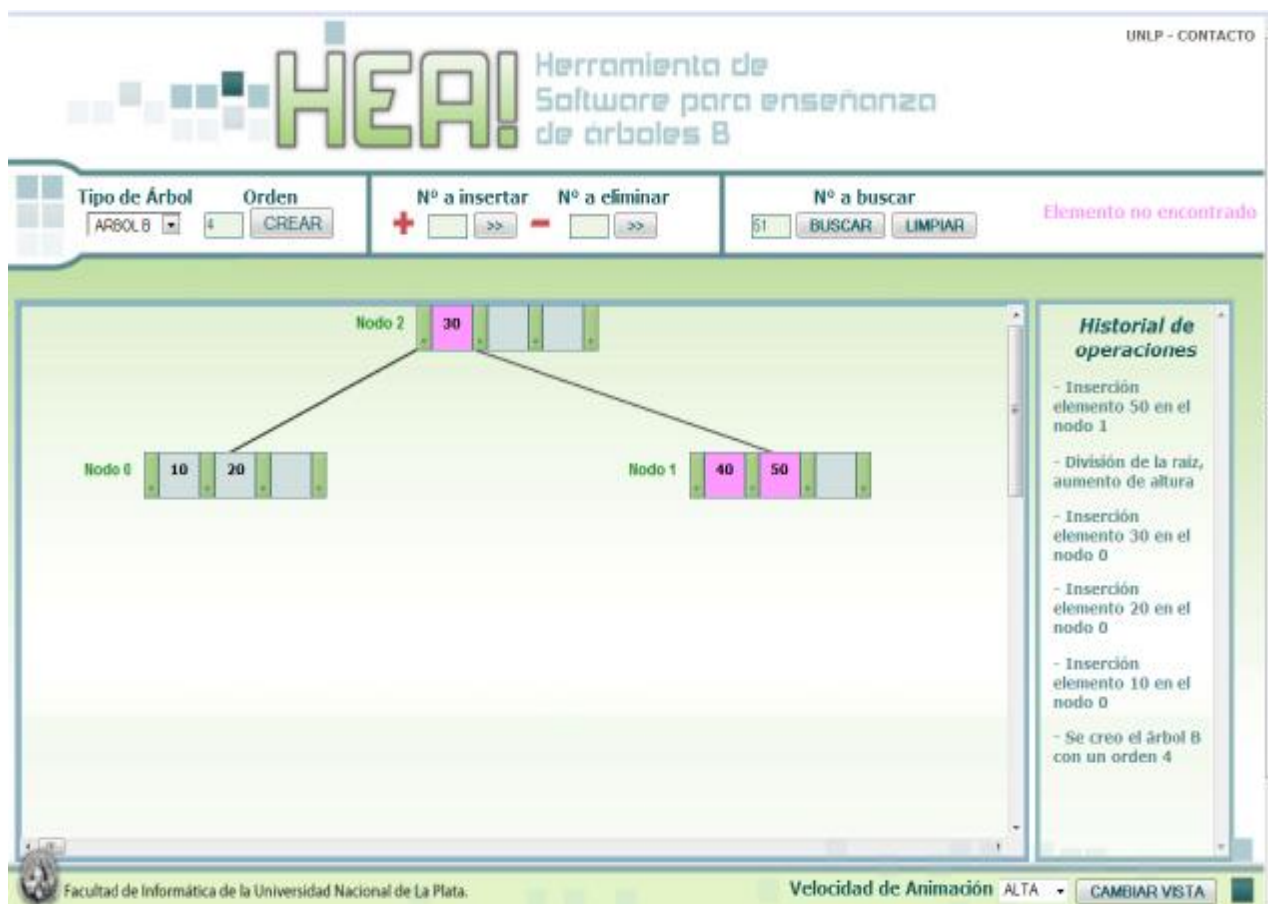 UNLP - CONTACTO
HEA!
Herramienta de
Software para enseñanza
de árboles B
Tipo de Árbol
Orden
Nº a insertar
Nº a eliminar
Nº a buscar
ARBOL B
4
CREAR
>>
>>
51
BUSCAR
LIMPIAR
Elemento no encontrado
Nodo 2
30
Nodo 0
10
20
Nodo 1
40
50
Historial de
operaciones
- Inserción
elemento 50 en el
nodo 1
- División de la raiz,
aumento de altura
- Inserción
elemento 30 en el
nodo 0
- Inserción
elemento 20 en el
nodo 0
- Inserción
elemento 10 en el
nodo 0
- Se creo el árbol B
con un orden 4
Facultad de Informática de la Universidad Nacional de La Plata.
Velocidad de Animación
ALTA
CAMBIAR VISTA